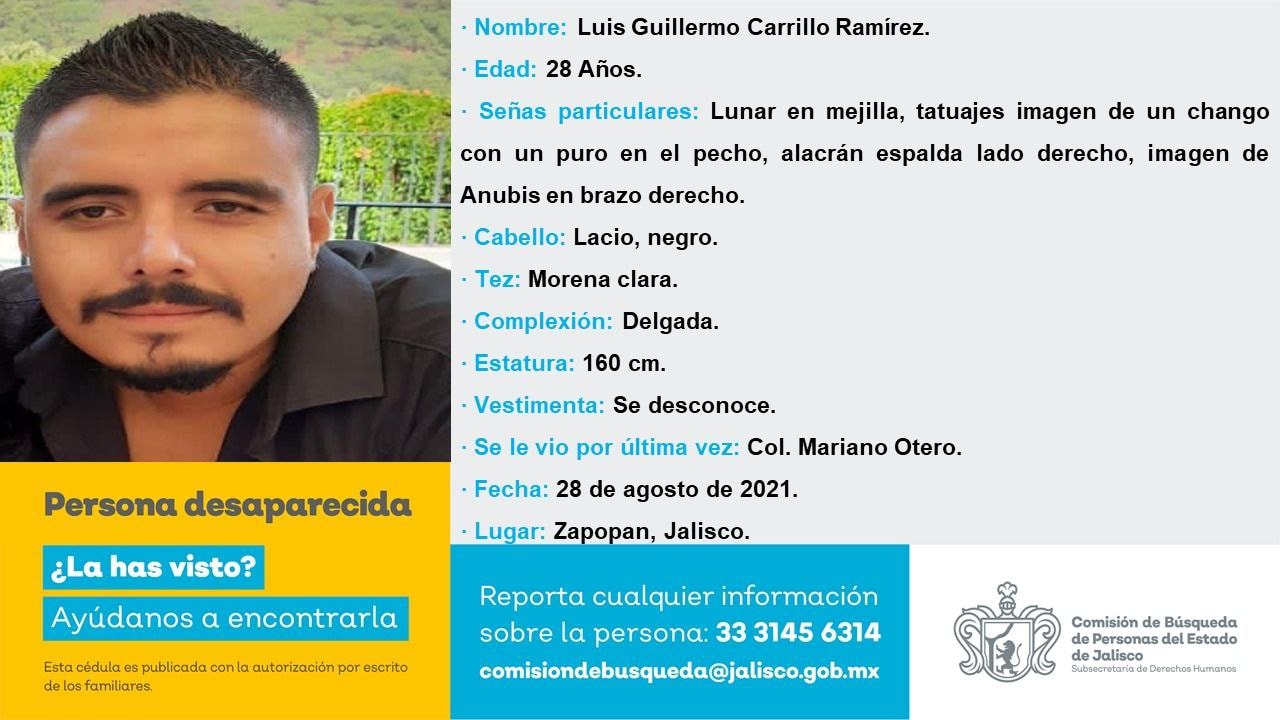 · Nombre: Luis Guillermo Carrillo Ramírez.
· Edad: 28 Años.
· Señas particulares: Lunar en mejilla, tatuajes imagen de un chango
con un puro en el pecho, alacrán espalda lado derecho, imagen de
Anubis en brazo derecho.
· Cabello: Lacio, negro.
· Tez: Morena clara.
· Complexión: Delgada.
· Estatura: 160 cm.
· Vestimenta: Se desconoce.
· Se le vio por última vez: Col. Mariano Otero.
· Fecha: 28 de agosto de 2021.
· Lugar: Zapopan, Jalisco.
Persona desaparecida
¿La has visto?
Ayúdanos a encontrarla
Esta cédula es publicada con la autorización por escrito
de los familiares.
Reporta cualquier información
sobre la persona: 33 3145 6314
comisiondebusqueda@jalisco.gob.mx
Comisión de Búsqueda
de Personas del Estado
de Jalisco
Subsecretaría de Derechos Humanos